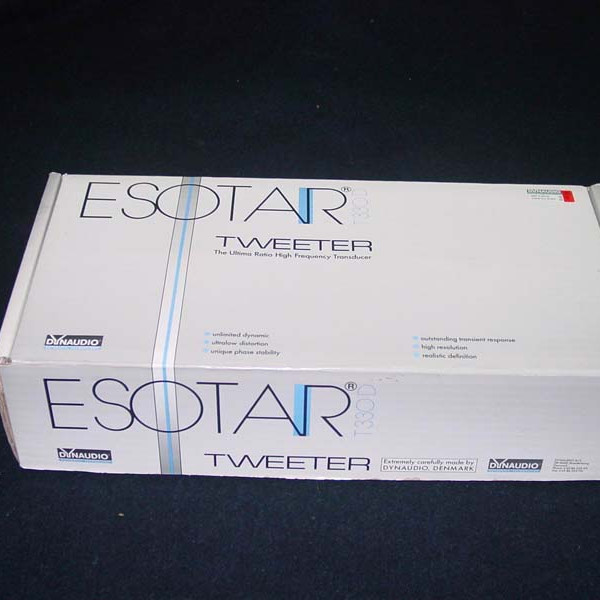 ESOTAR® T330D
DYNAUDIO
TWEETER
The Ultima Ratio High Frequency Transducer
unlimited dynamic
ultralow distortion
unique phase stability
outstanding transient response
high resolution
realistic definition
DYNAUDIO
ESOTAR® T330D
DYNAUDIO
TWEETER
Extremely carefully made by
DYNAUDIO, DENMARK
DYNAUDIO